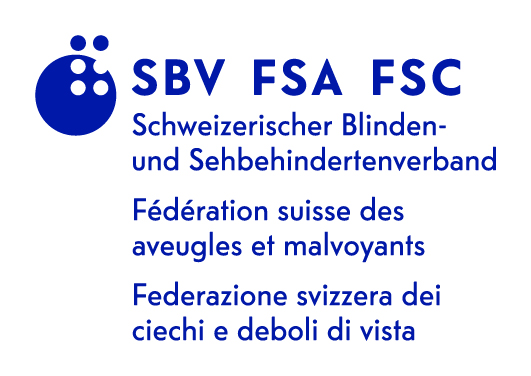 SBV FSA FSC
Schweizerischer Blinden-
und Sehbehindertenverband
Fédération suisse des
aveugles et malvoyants
Federazione svizzera dei
ciechi e deboli di vista